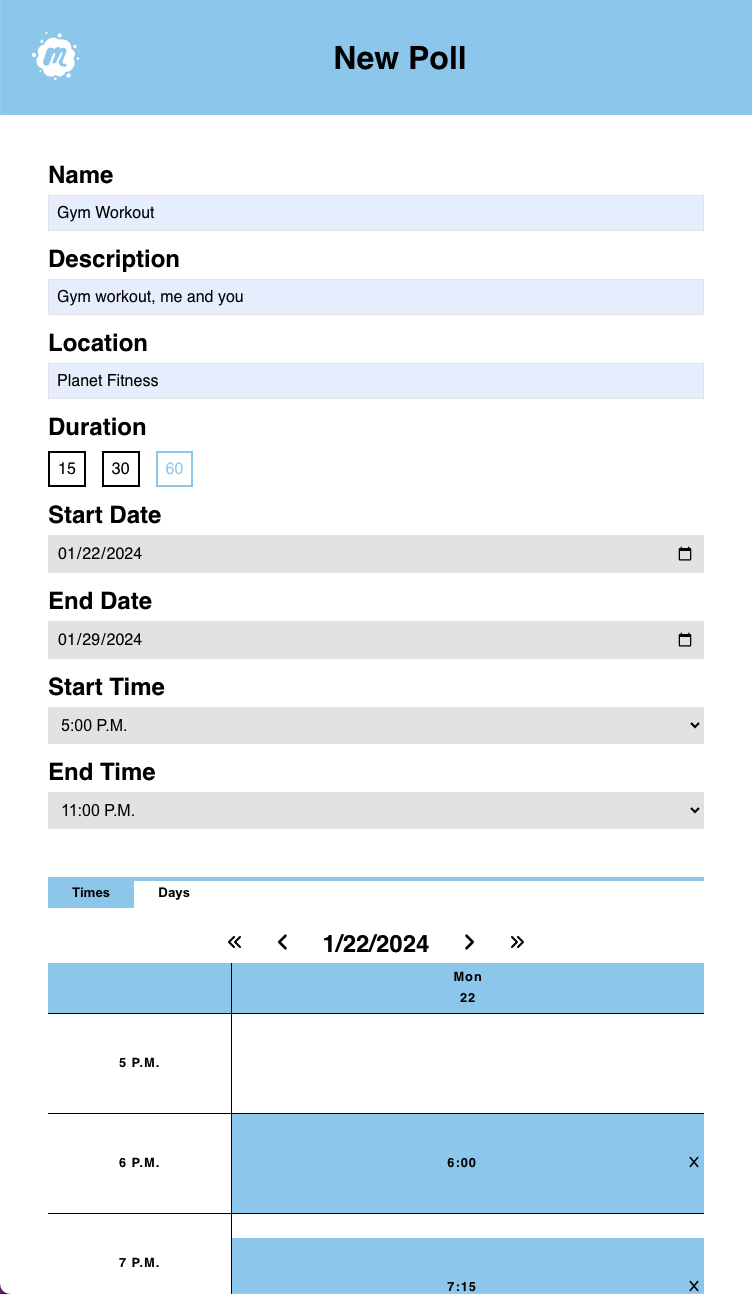 m
New Poll
Name
Gym Workout
Description
Gym workout, me and you
Location
Planet Fitness
Duration
15 30 60
Start Date
01/22/2024
End Date
01/29/2024
Start Time
5:00 P.M.
End Time
11:00 P.M.
Times Days
1/22/2024
Mon
22
5 P.M.
6 P.M. 6:00 X
7 P.M.
7:15 X